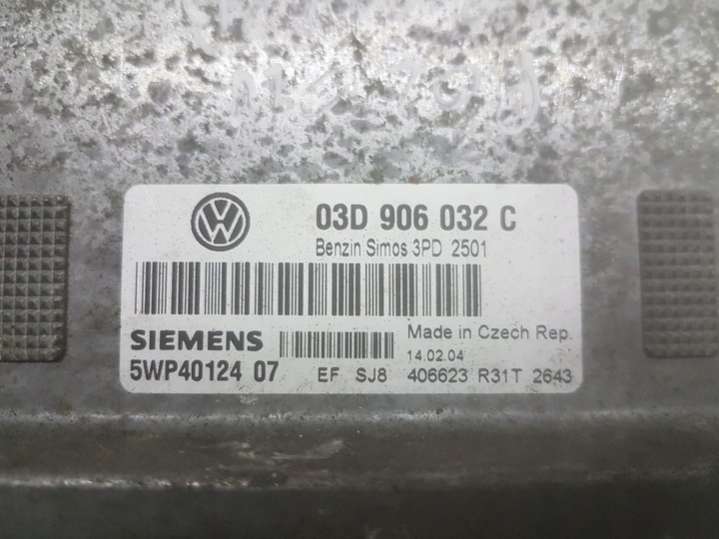 03D 906 032 C
Benzin Simos 3PD 2501
SIEMENS
Made in Czech Rep.
14.02.04
5WP40124 07 EF SJ8 406623 R31T 2643